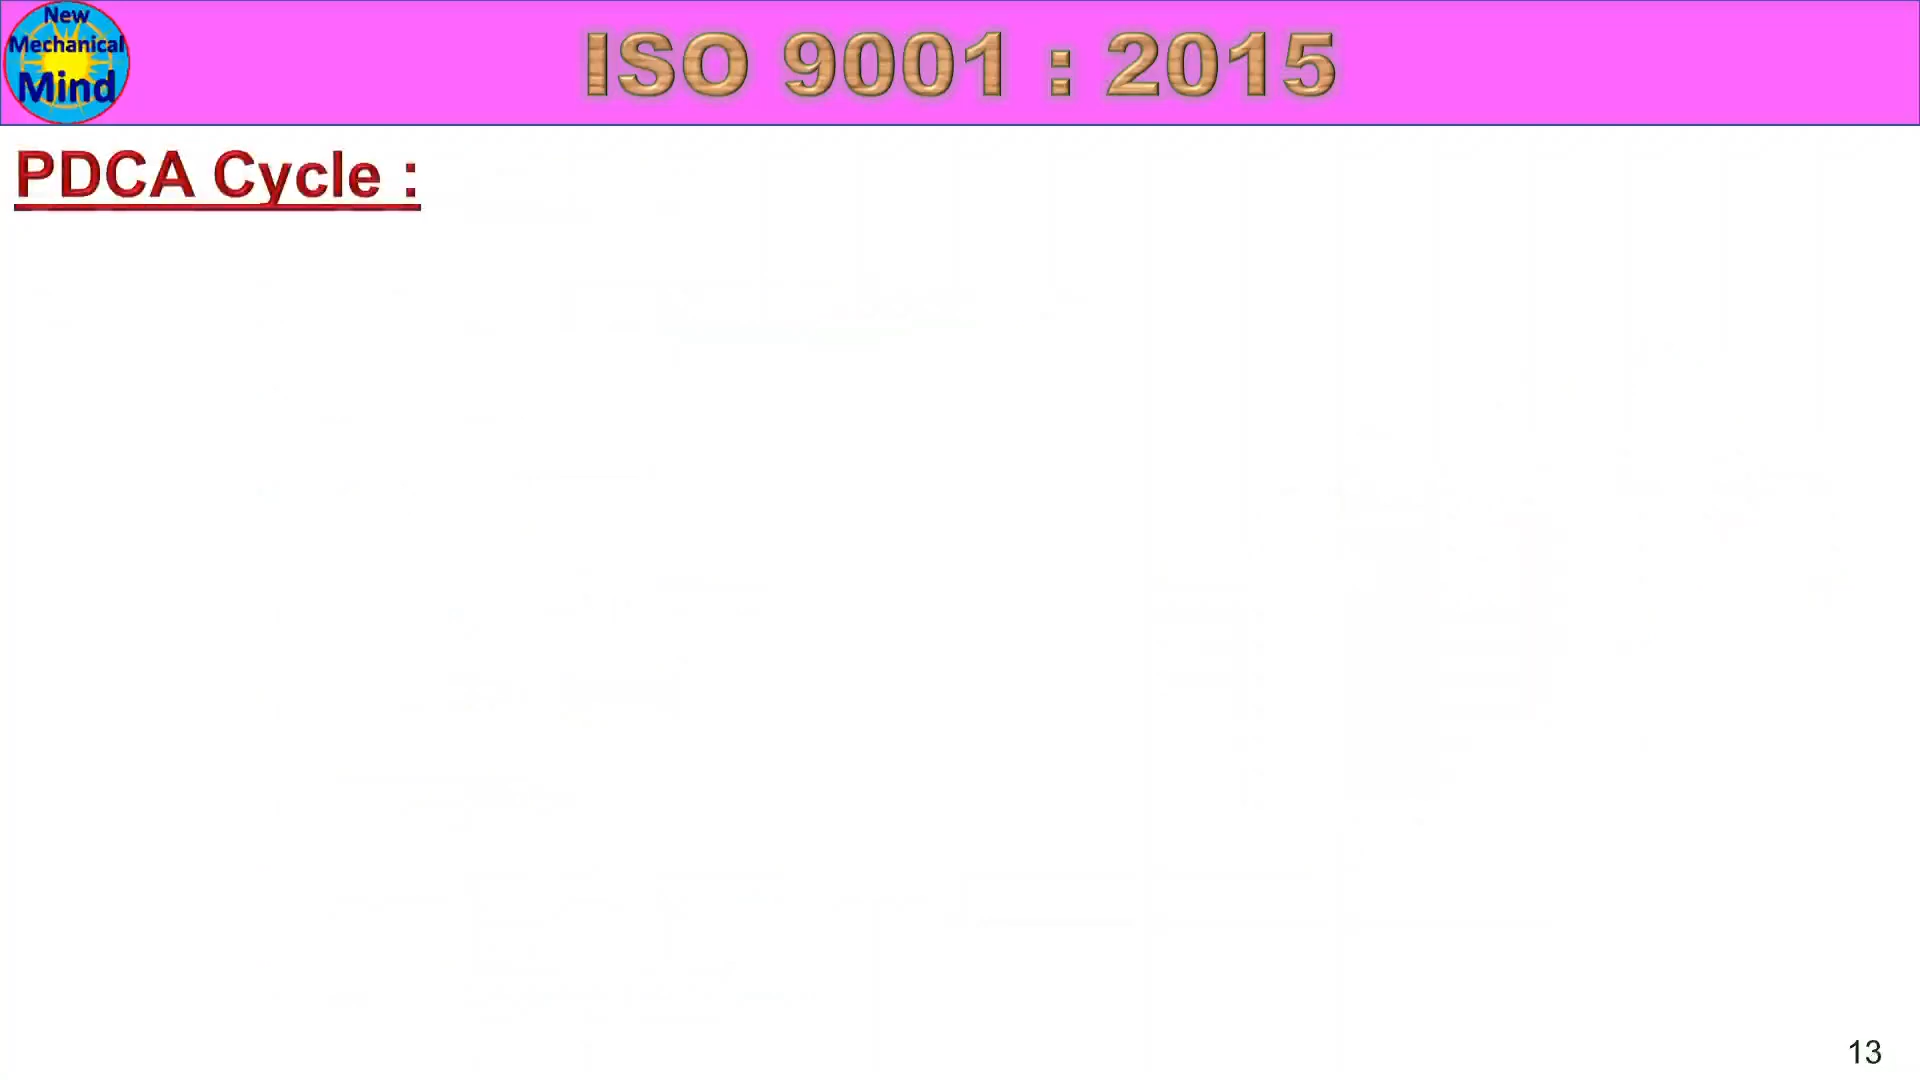 New
Mechanical
Mind
ISO 9001 : 2015
PDCA Cycle :
13